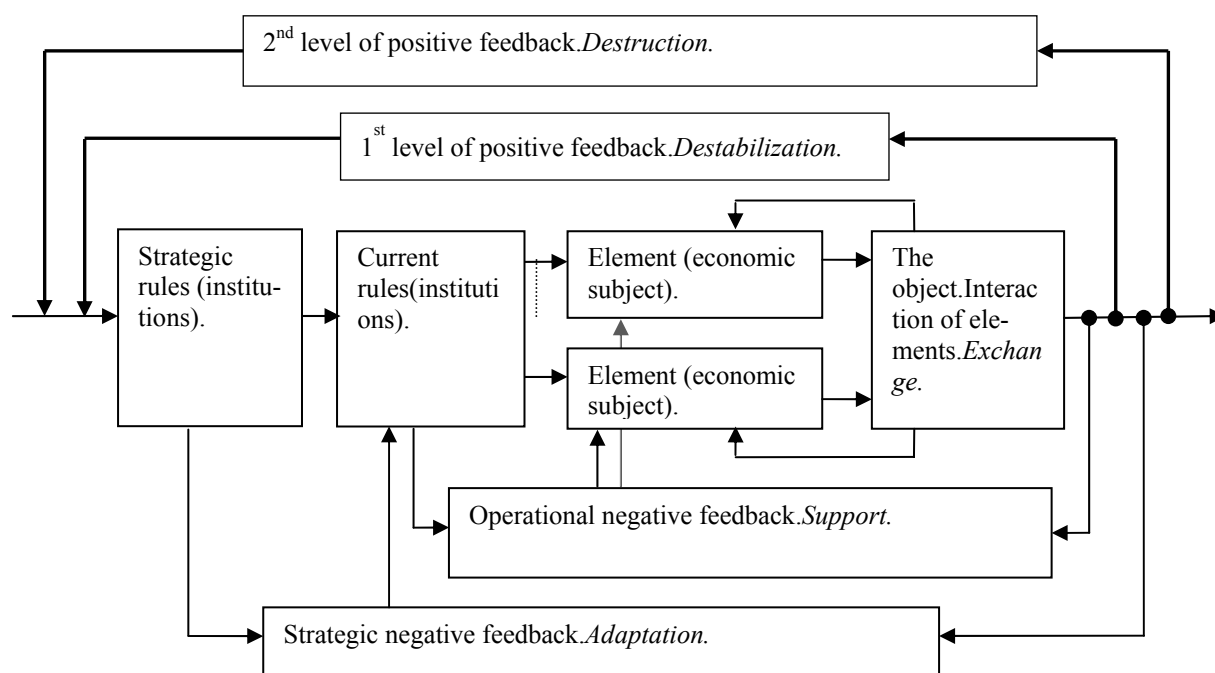 2nd level of positive feedback.Destruction.
1st level of positive feedback.Destabilization.
Strategic
rules (institu-
tions).
Current
rules(instituti
ons).
Element (economic
subject).
Element (economic
subject).
The
object.Interac
tion of ele-
ments.Exchan
ge.
Operational negative feedback.Support.
Strategic negative feedback.Adaptation.